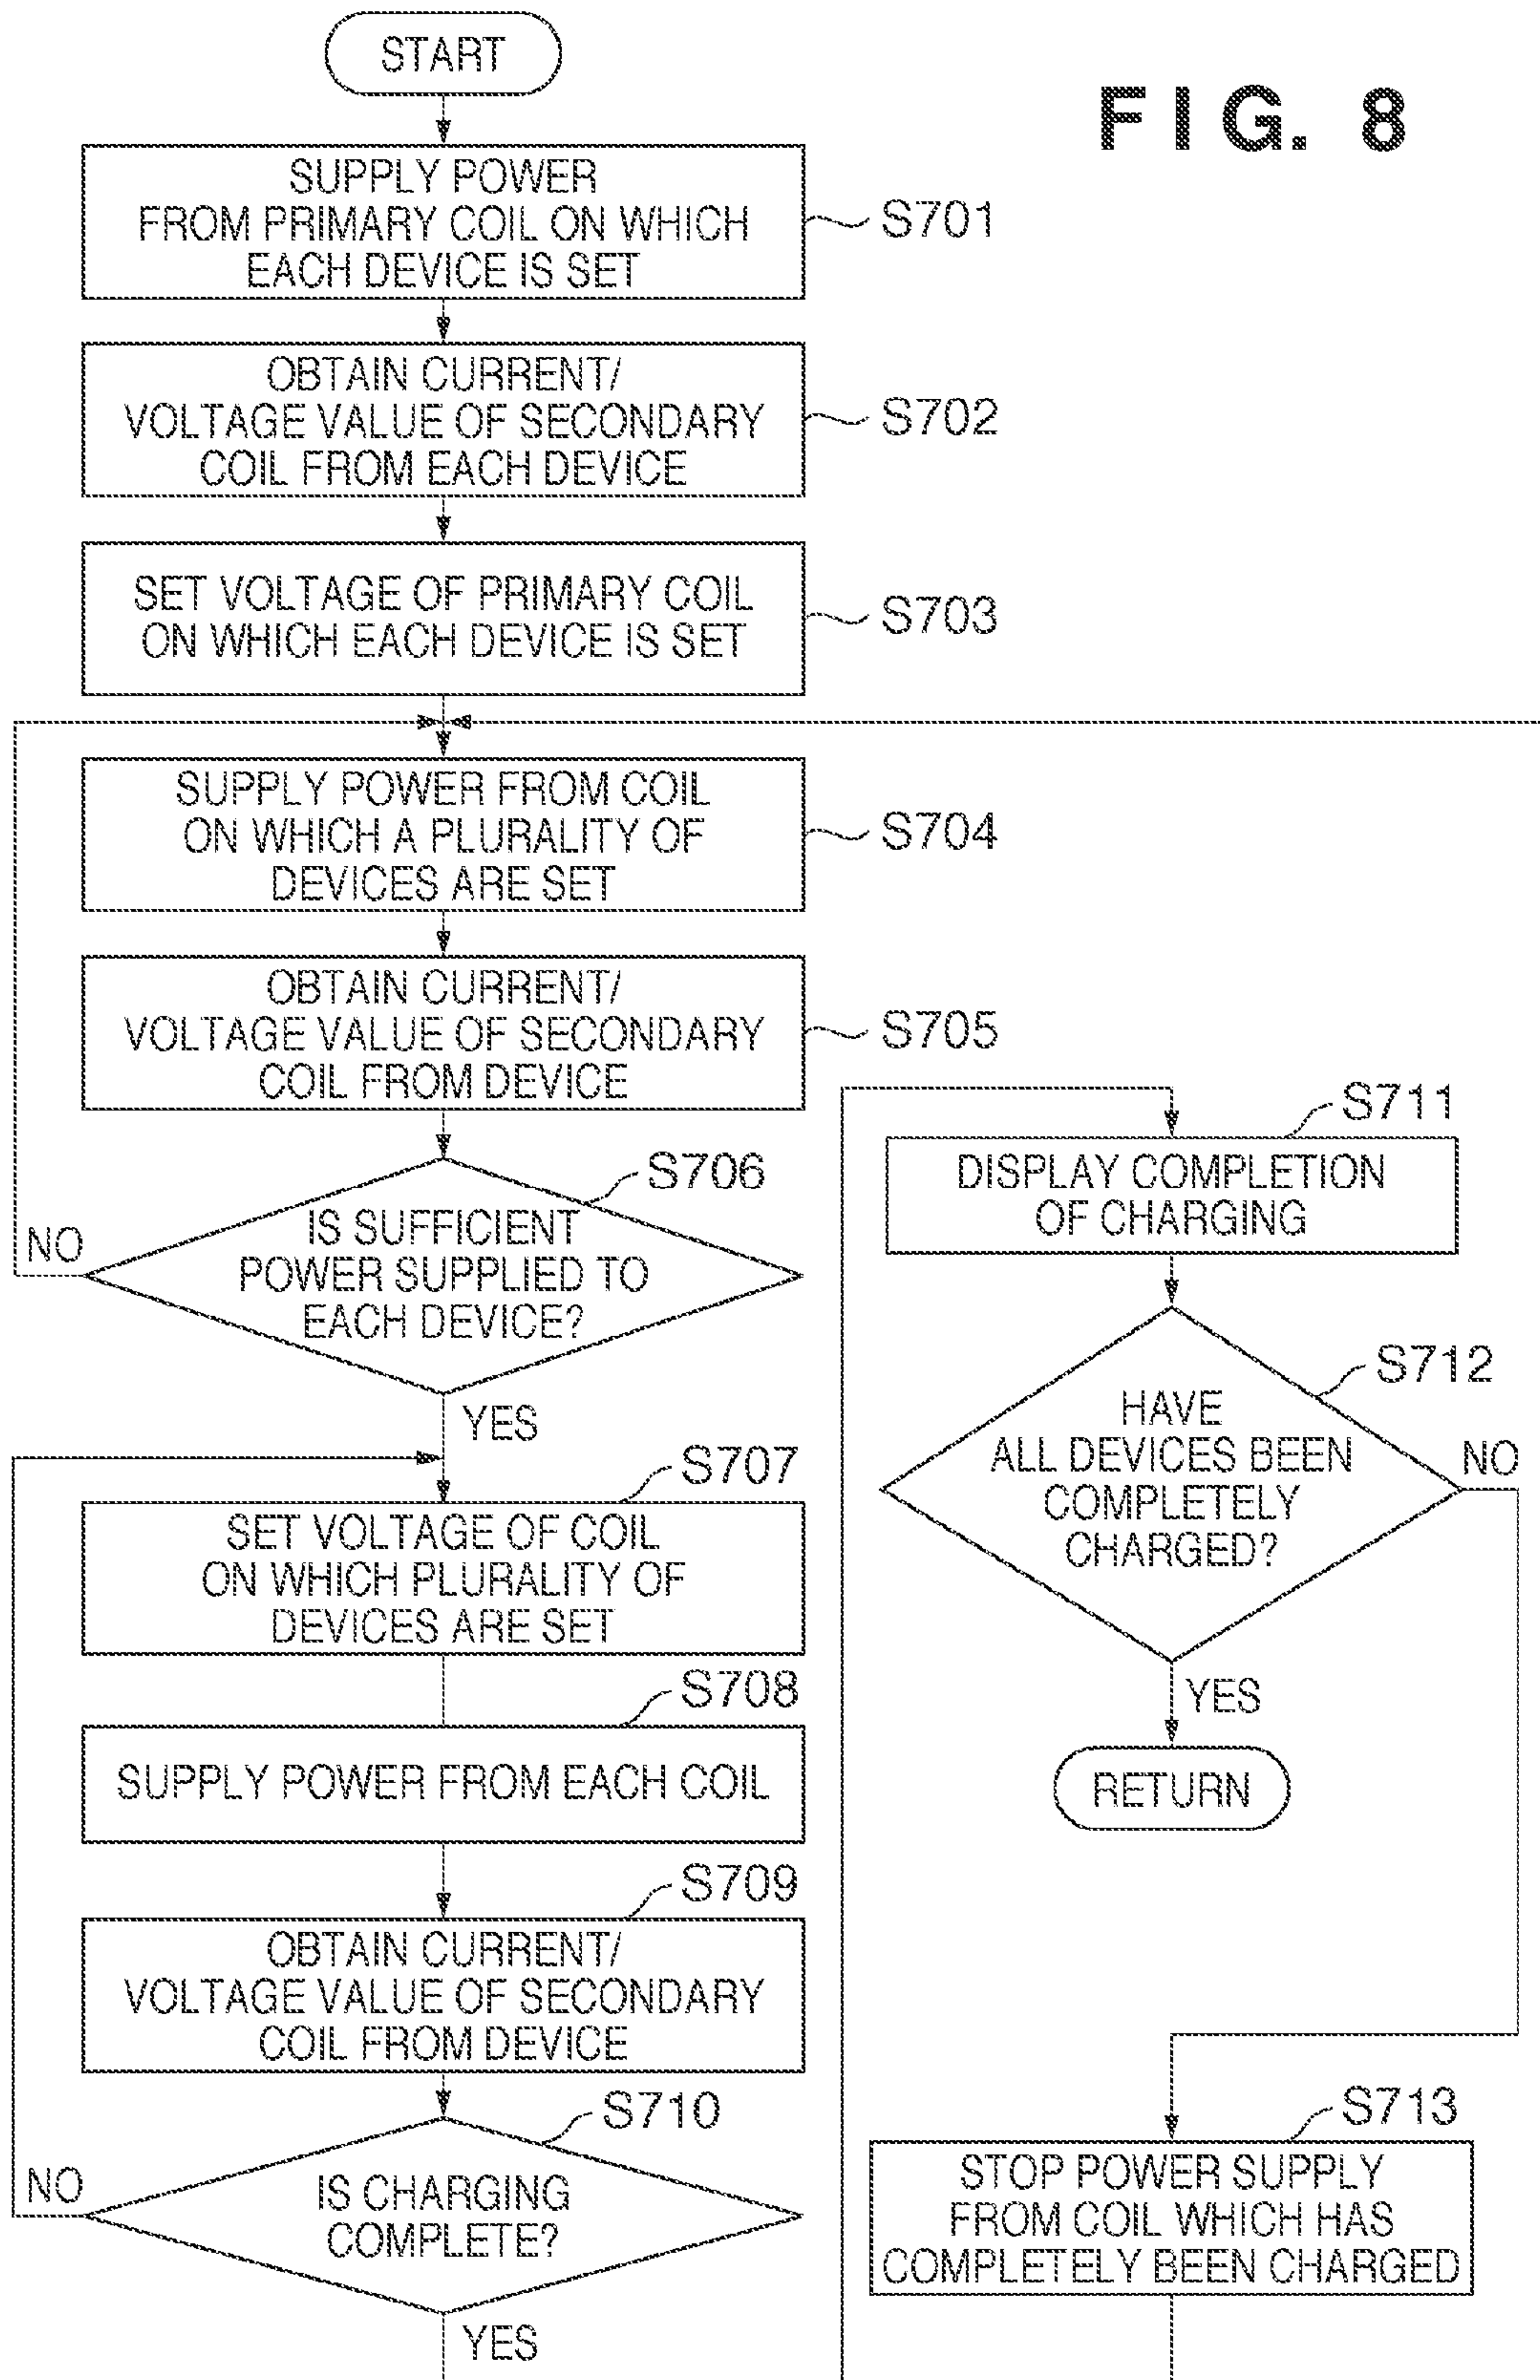 START
FIG. 8
SUPPLY POWER
FROM PRIMARY COIL ON WHICH
EACH DEVICE IS SET
S701
OBTAIN CURRENT/
VOLTAGE VALUE OF SECONDARY
COIL FROM EACH DEVICE
S702
SET VOLTAGE OF PRIMARY COIL
ON WHICH EACH DEVICE IS SET
S703
SUPPLY POWER FROM COIL
ON WHICH A PLURALITY OF
DEVICES ARE SET
S704
OBTAIN CURRENT/
VOLTAGE VALUE OF SECONDARY
COIL FROM DEVICE
S705
S706
IS SUFFICIENT
POWER SUPPLIED TO
EACH DEVICE?
NO
YES
S707
SET VOLTAGE OF COIL
ON WHICH PLURALITY OF
DEVICES ARE SET
S708
SUPPLY POWER FROM EACH COIL
S709
OBTAIN CURRENT/
VOLTAGE VALUE OF SECONDARY
COIL FROM DEVICE
S710
IS CHARGING
COMPLETE?
NO
YES
S711
DISPLAY COMPLETION
OF CHARGING
S712
HAVE
ALL DEVICES BEEN
COMPLETELY
CHARGED?
NO
YES
RETURN
S713
STOP POWER SUPPLY
FROM COIL WHICH HAS
COMPLETELY BEEN CHARGED